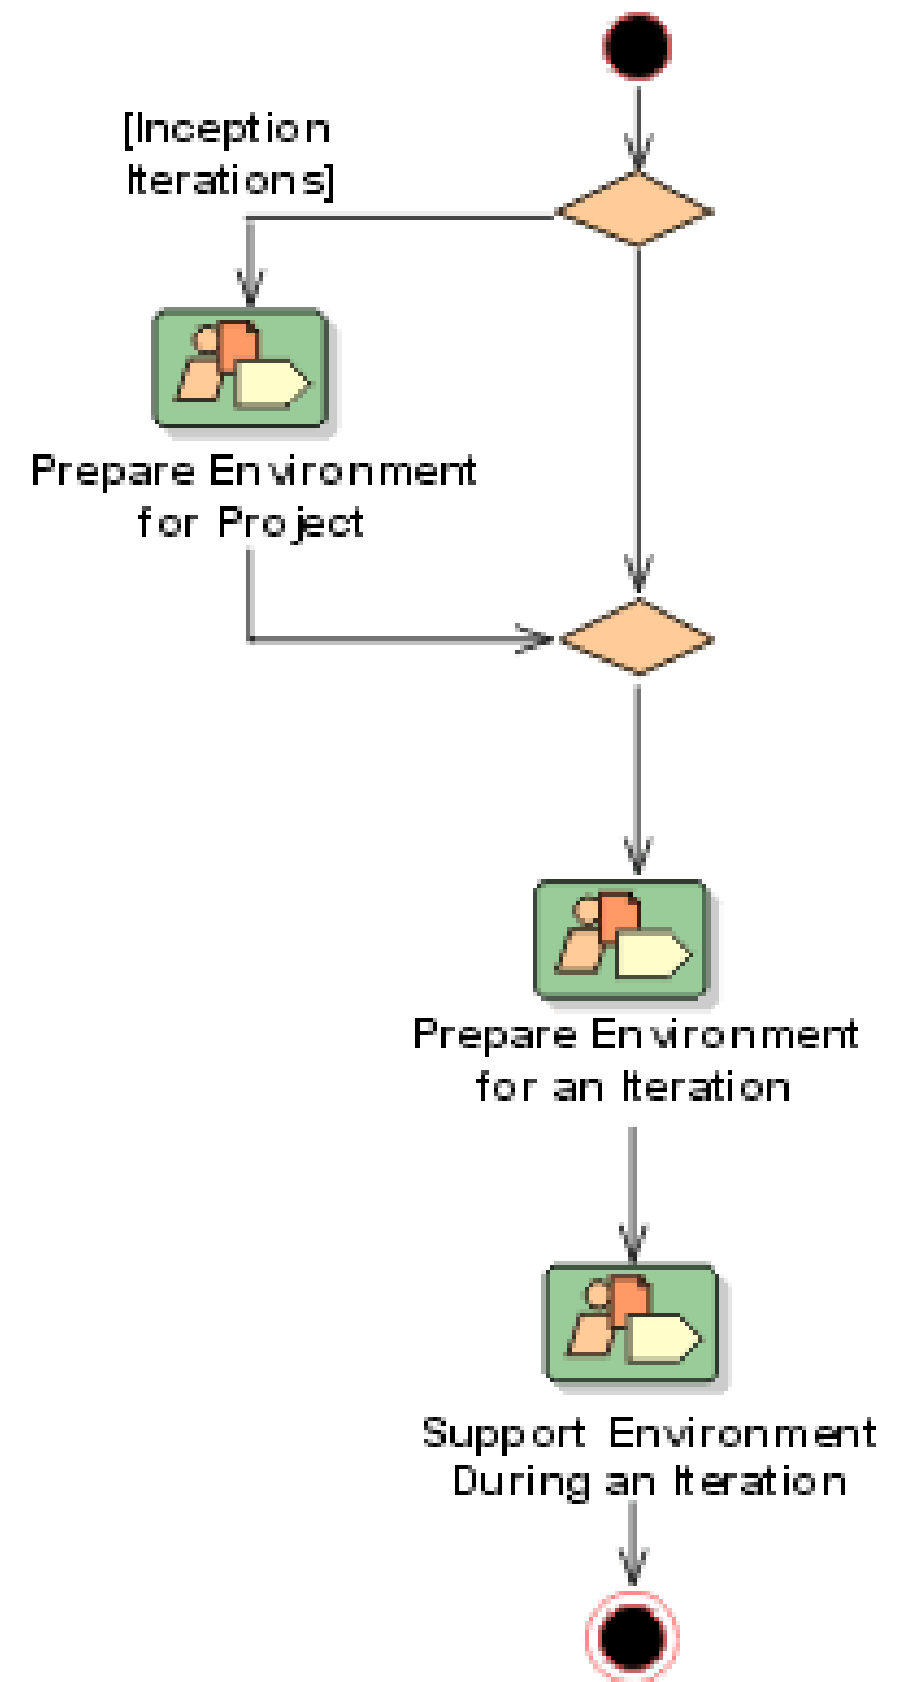 [Inception
Iterations]
Prepare Environment
for Project
Prepare Environment
for an Iteration
Support Environment
During an Iteration